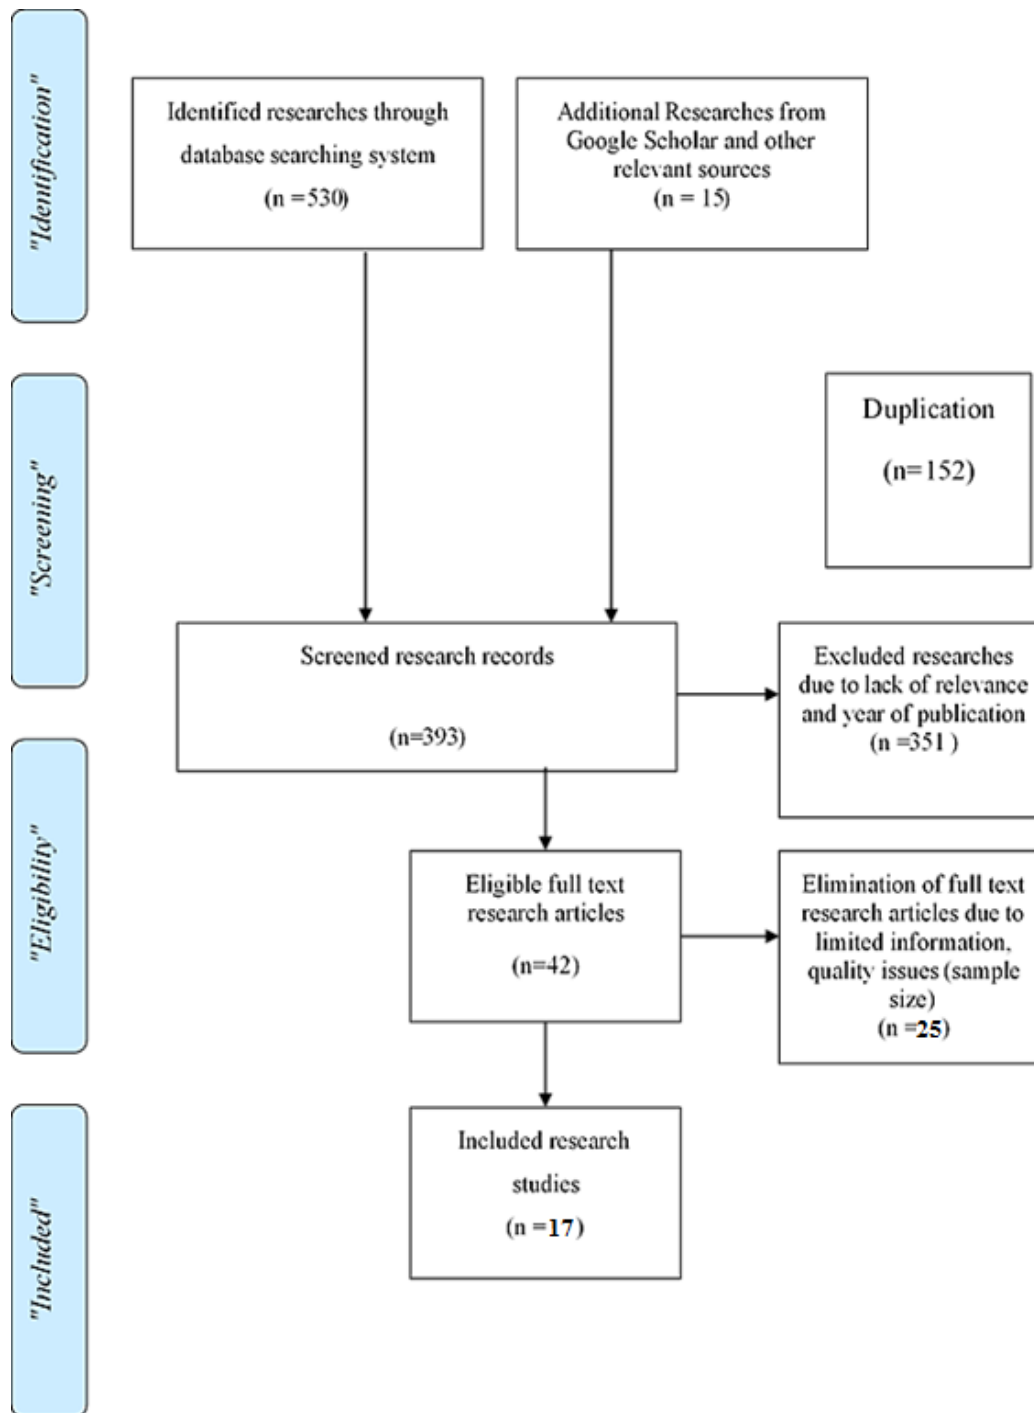 "Identification"
Identified researches through
database searching system
(n =530)
Additional Researches from
Google Scholar and other
relevant sources
(n = 15)
"Screening"
Duplication
(n=152)
Screened research records
(n=393)
Excluded researches
due to lack of relevance
and year of publication
(n =351 )
"Eligibility"
Eligible full text
research articles
(n=42)
Elimination of full text
research articles due to
limited information,
quality issues (sample
size)
(n =25)
"Included"
Included research
studies
(n =17)